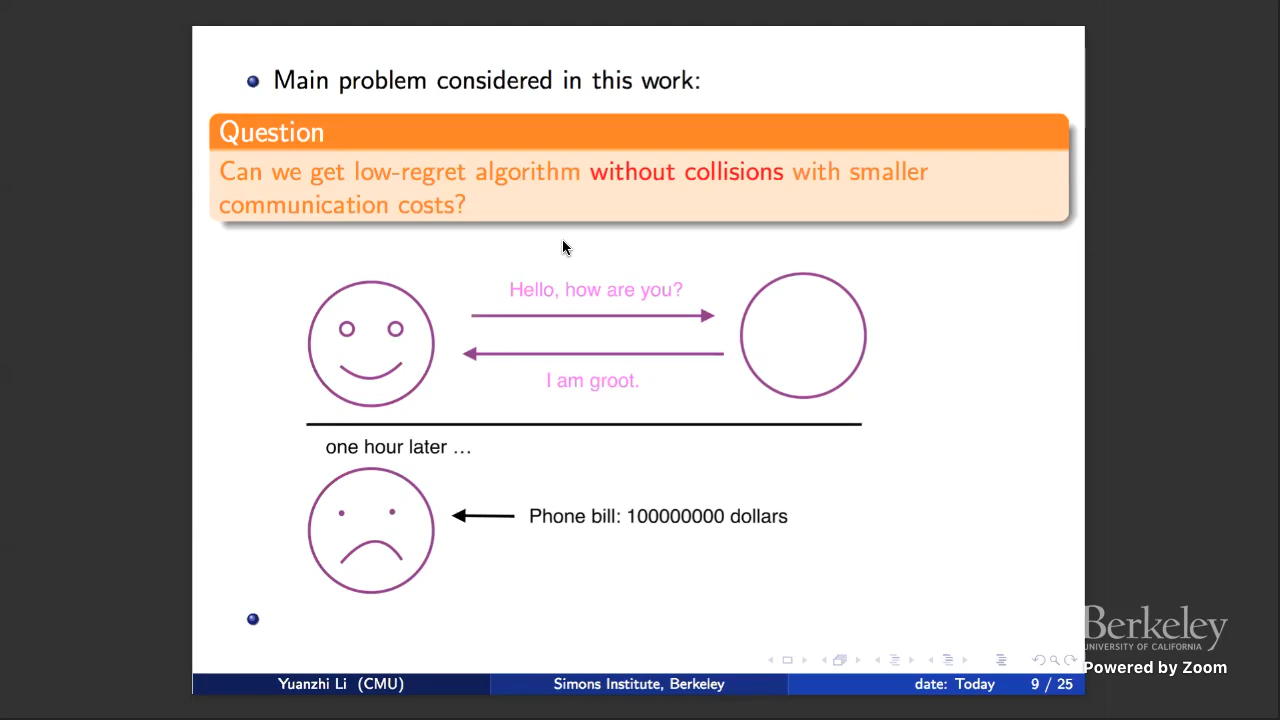 Main problem considered in this work:
Question
Can we get low-regret algorithm without collisions with smaller
communication costs?
Hello, how are you?
I am groot.
one hour later …
Phone bill: 100000000 dollars
Berkeley
UNIVERSITY OF CALIFORNIA
Powered by Zoom
Yuanzhi Li (CMU) Simons Institute, Berkeley date: Today 9 / 25